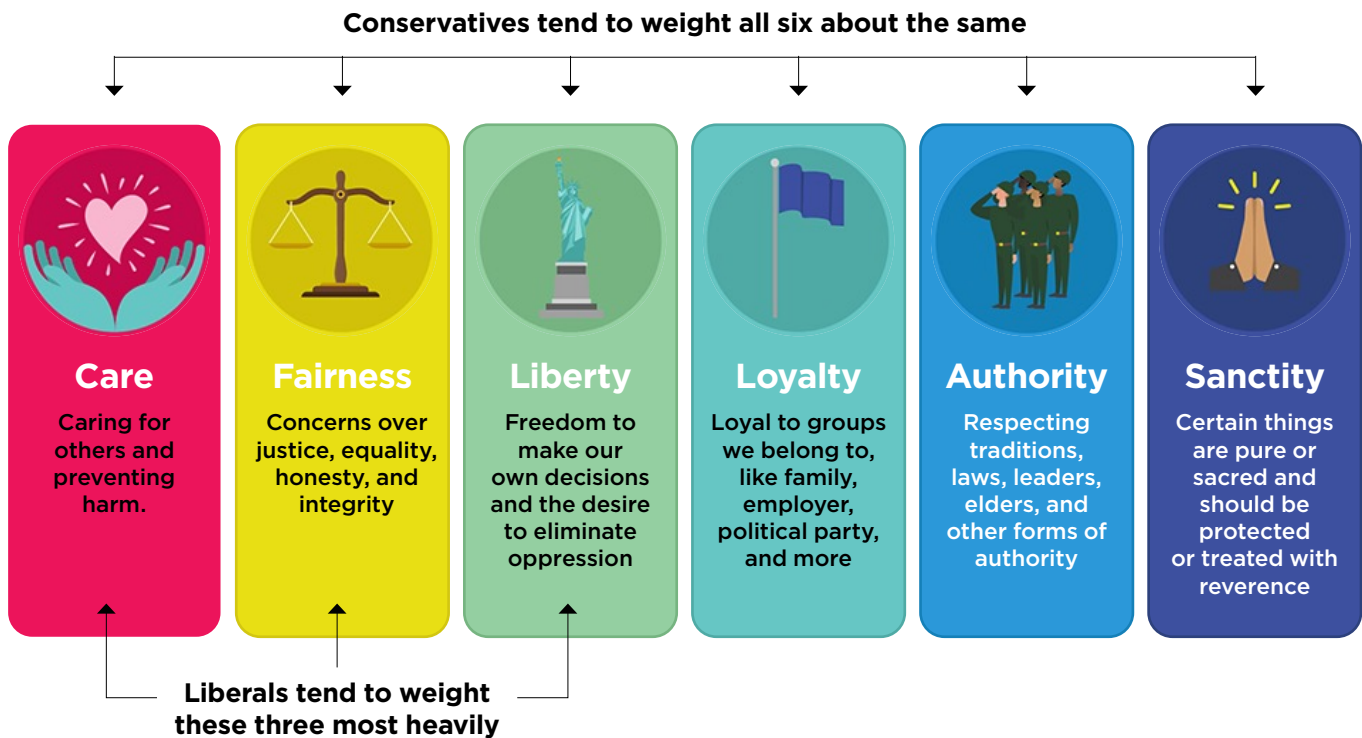 Conservatives tend to weight all six about the same
Care
Caring for
others and
preventing
harm.
Fairness
Concerns over
justice, equality,
honesty, and
integrity
Liberty
Freedom to
make our
own decisions
and the desire
to eliminate
oppression
Loyalty
Loyal to groups
we belong to,
like family,
employer,
political party,
and more
Authority
Respecting
traditions,
laws, leaders,
elders, and
other forms of
authority
Sanctity
Certain things
are pure or
sacred and
should be
protected
or treated with
reverence
Liberals tend to weight
these three most heavily